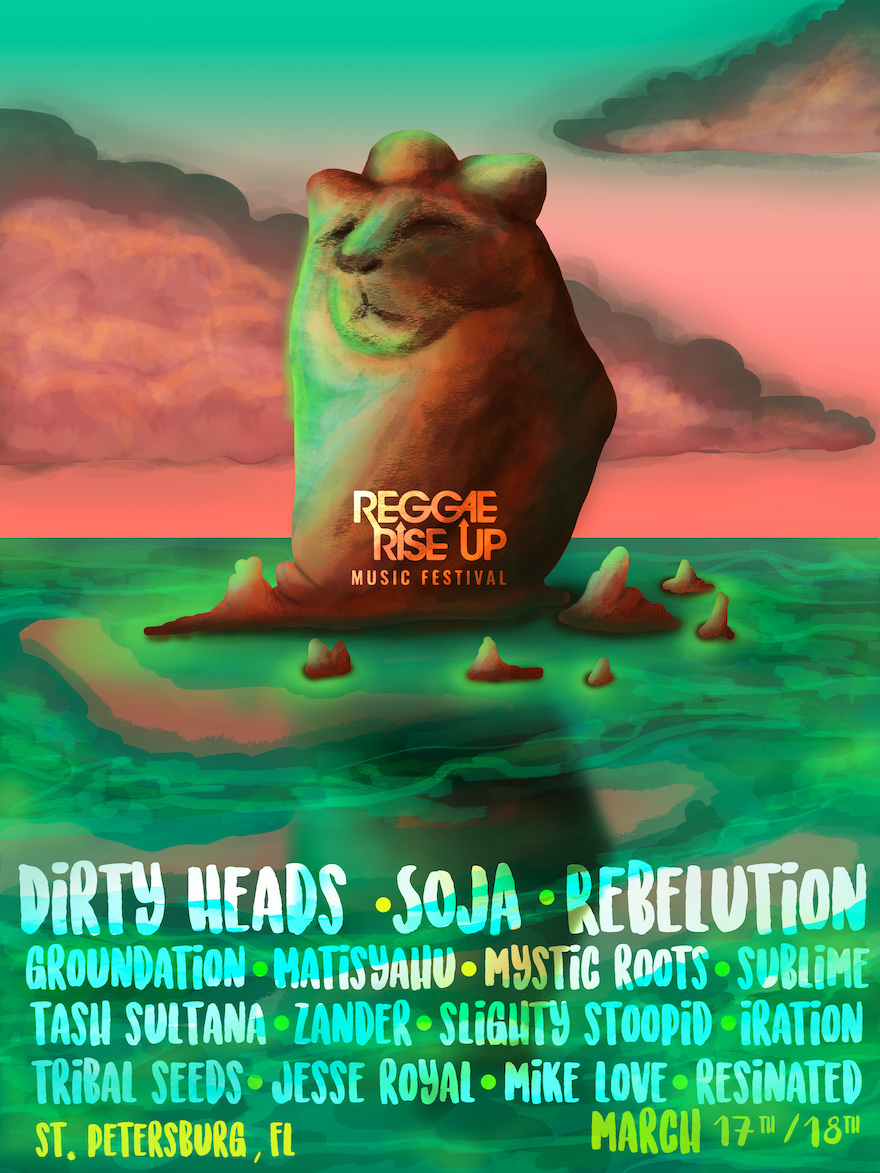 REGGAE
RISE UP
MUSIC FESTIVAL
DiRTY HEADS • SOJA • REBELUTiON
GROUNDATiON • MATiSYAHU • MYSTiC ROOTS • SUBLiME
TASH SULTANA • ZANDER • SLiGHTY STOOPiD • iRATiON
TRiBAL SEEDS • JESSE ROYAL • MiKE LOVE • RESiNATED
ST. PETERSBURG, FL
MARCH 17TH / 18TH